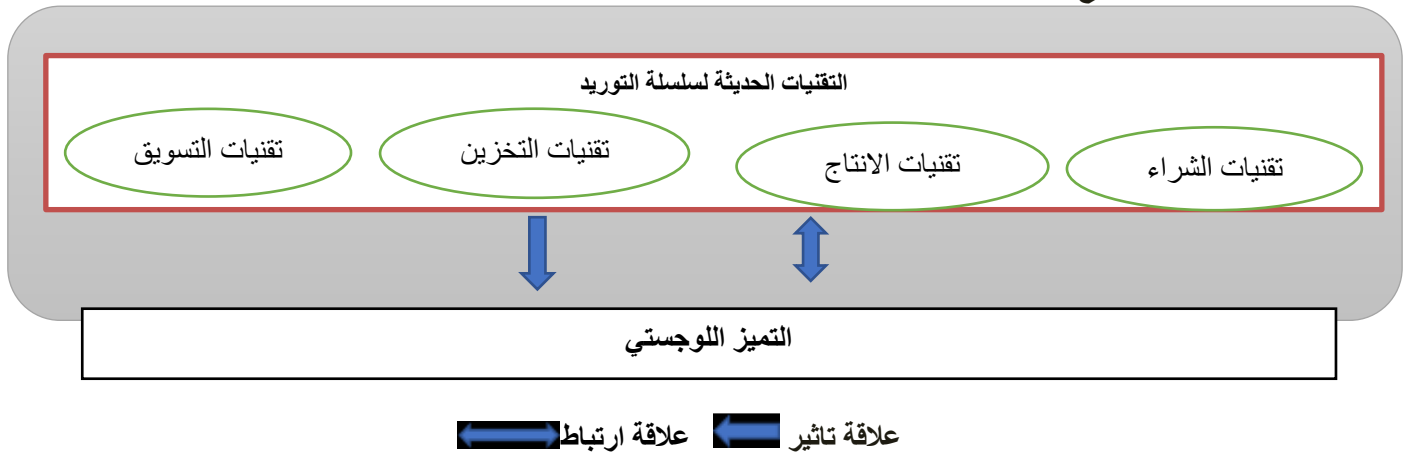 التقنيات الحديثة لسلسلة التوريد
تقنيات الشراء
تقنيات الانتاج
تقنيات التخزين
تقنيات التسويق
التميز اللوجستي
علاقة تاثير علاقة ارتباط